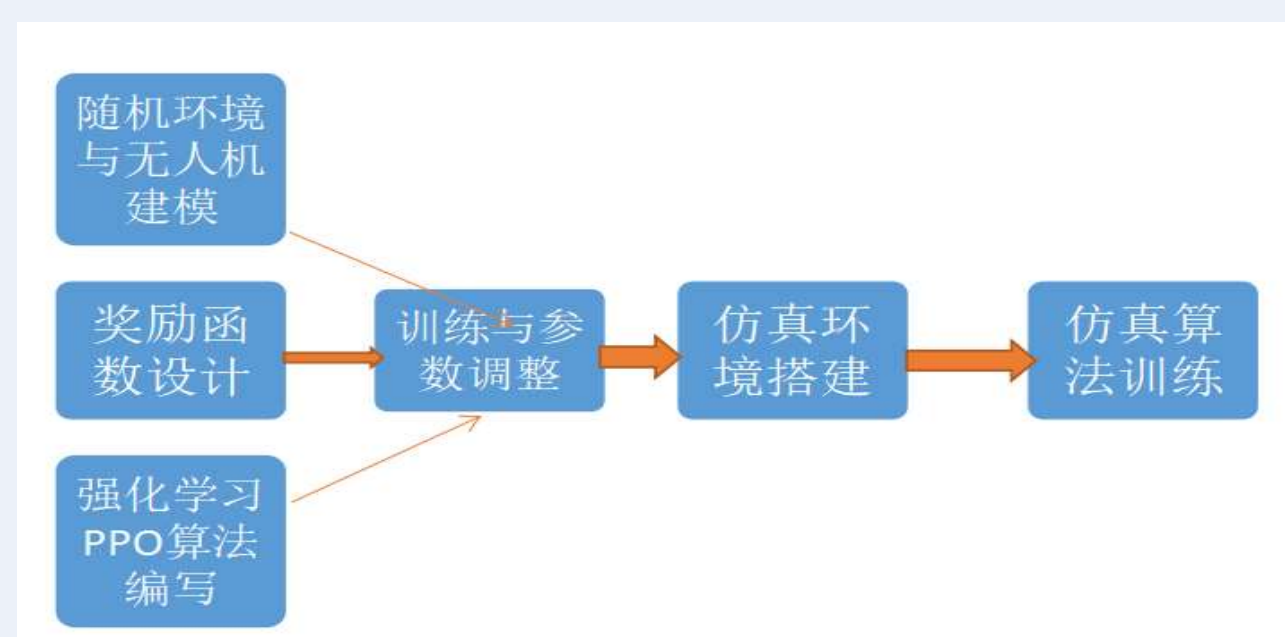 随机环境
与无人机
建模
奖励函
数设计
强化学习
PPO算法
编写
训练与参
数调整
仿真环
境搭建
仿真算
法训练